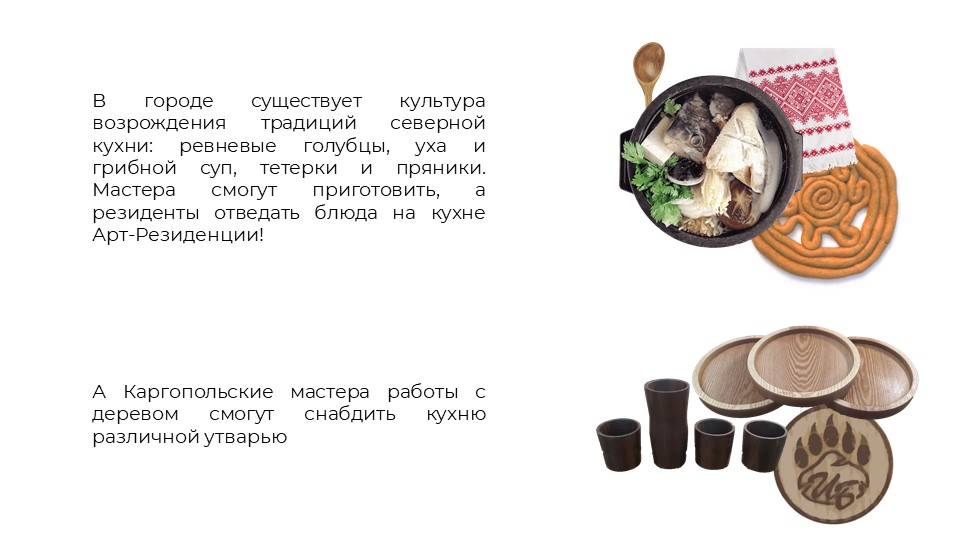 В городе существует культура
возрождения традиций северной
кухни: ревневые голубцы, уха и
грибной суп, тетерки и пряники.
Мастера смогут приготовить, а
резиденты отведать блюда на кухне
Арт-Резиденции!
А Каргопольские мастера работы с
деревом смогут снабдить кухню
различной утварью
ИБ